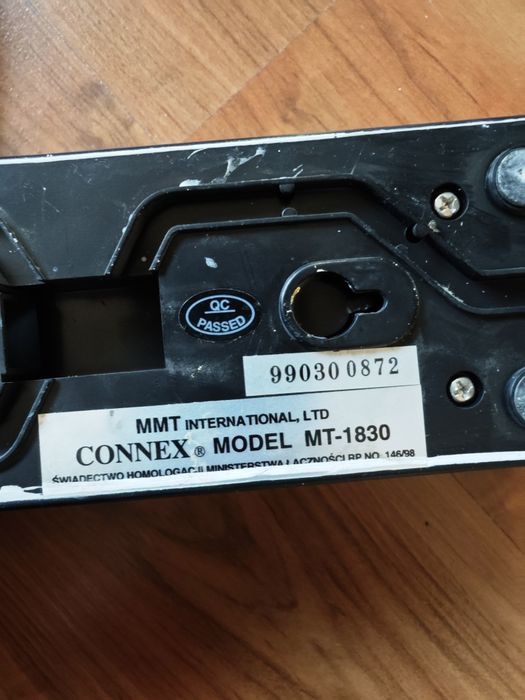 QC
PASSED
990300872
MMT INTERNATIONAL, LTD
CONNEX® MODEL MT-1830
ŚWIADECTWO HOMOLOGACJI MINISTERSTWA ŁĄCZNOŚCI RP NO. 146/98